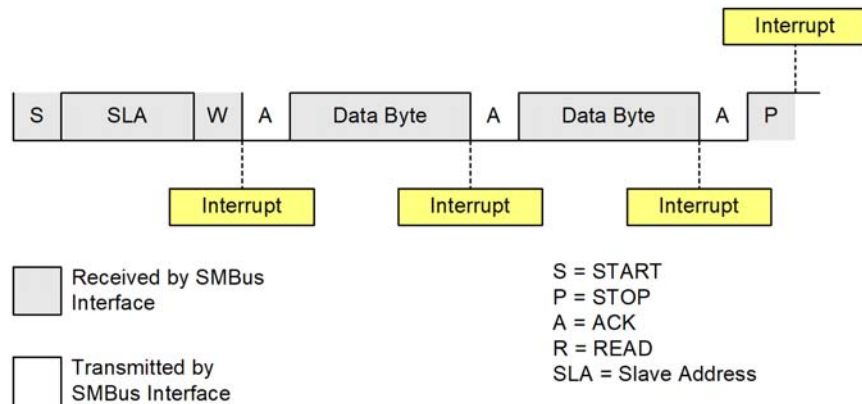 Interrupt
S SLA W A Data Byte A Data Byte A P
Interrupt Interrupt Interrupt
Received by SMBus
Interface
Transmitted by
SMBus Interface
S = START
P = STOP
A = ACK
R = READ
SLA = Slave Address